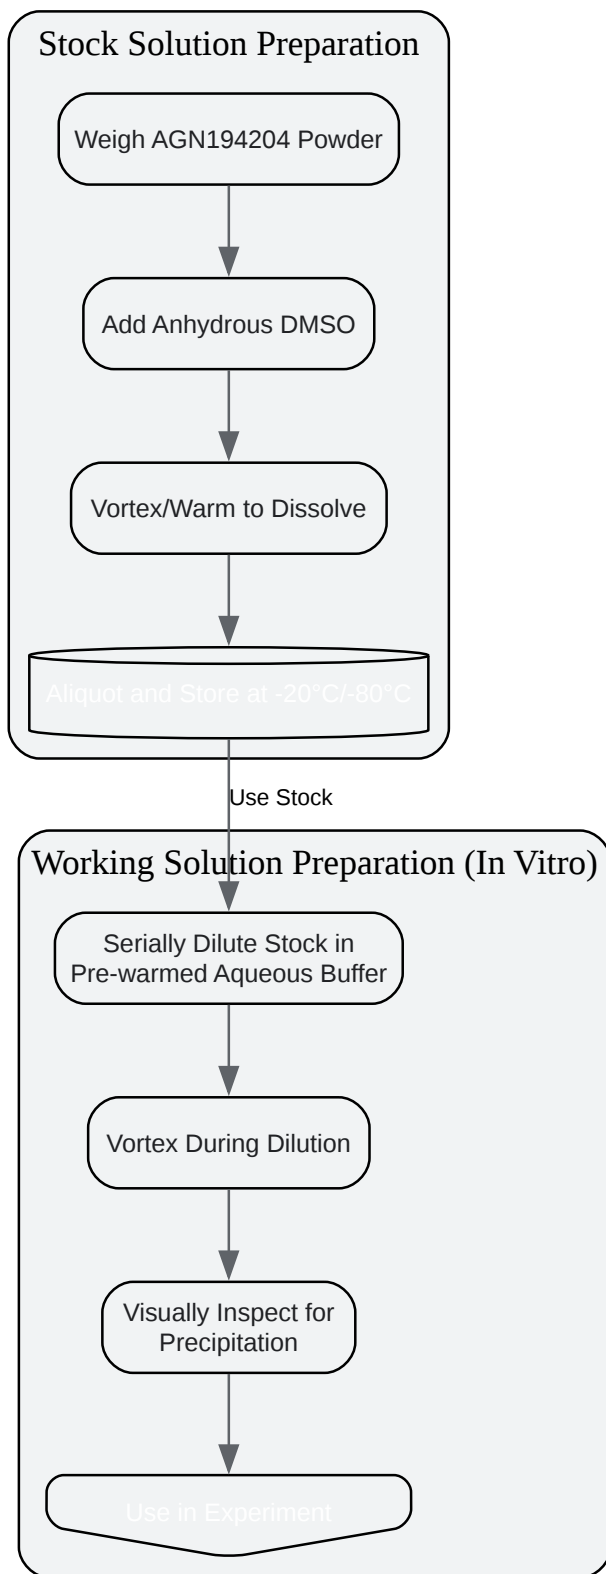 Stock Solution Preparation
Weigh AGN194204 Powder
Add Anhydrous DMSO
Vortex/Warm to Dissolve
Aliquot and Store at -20°C/-80°C
Use Stock
Working Solution Preparation (In Vitro)
Serially Dilute Stock in
Pre-warmed Aqueous Buffer
Vortex During Dilution
Visually Inspect for
Precipitation
Use in Experiment